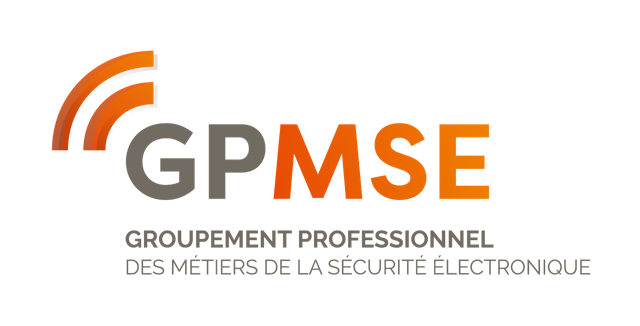 GPMSE
GROUPEMENT PROFESSIONNEL
DES MÉTIERS DE LA SÉCURITÉ ÉLECTRONIQUE